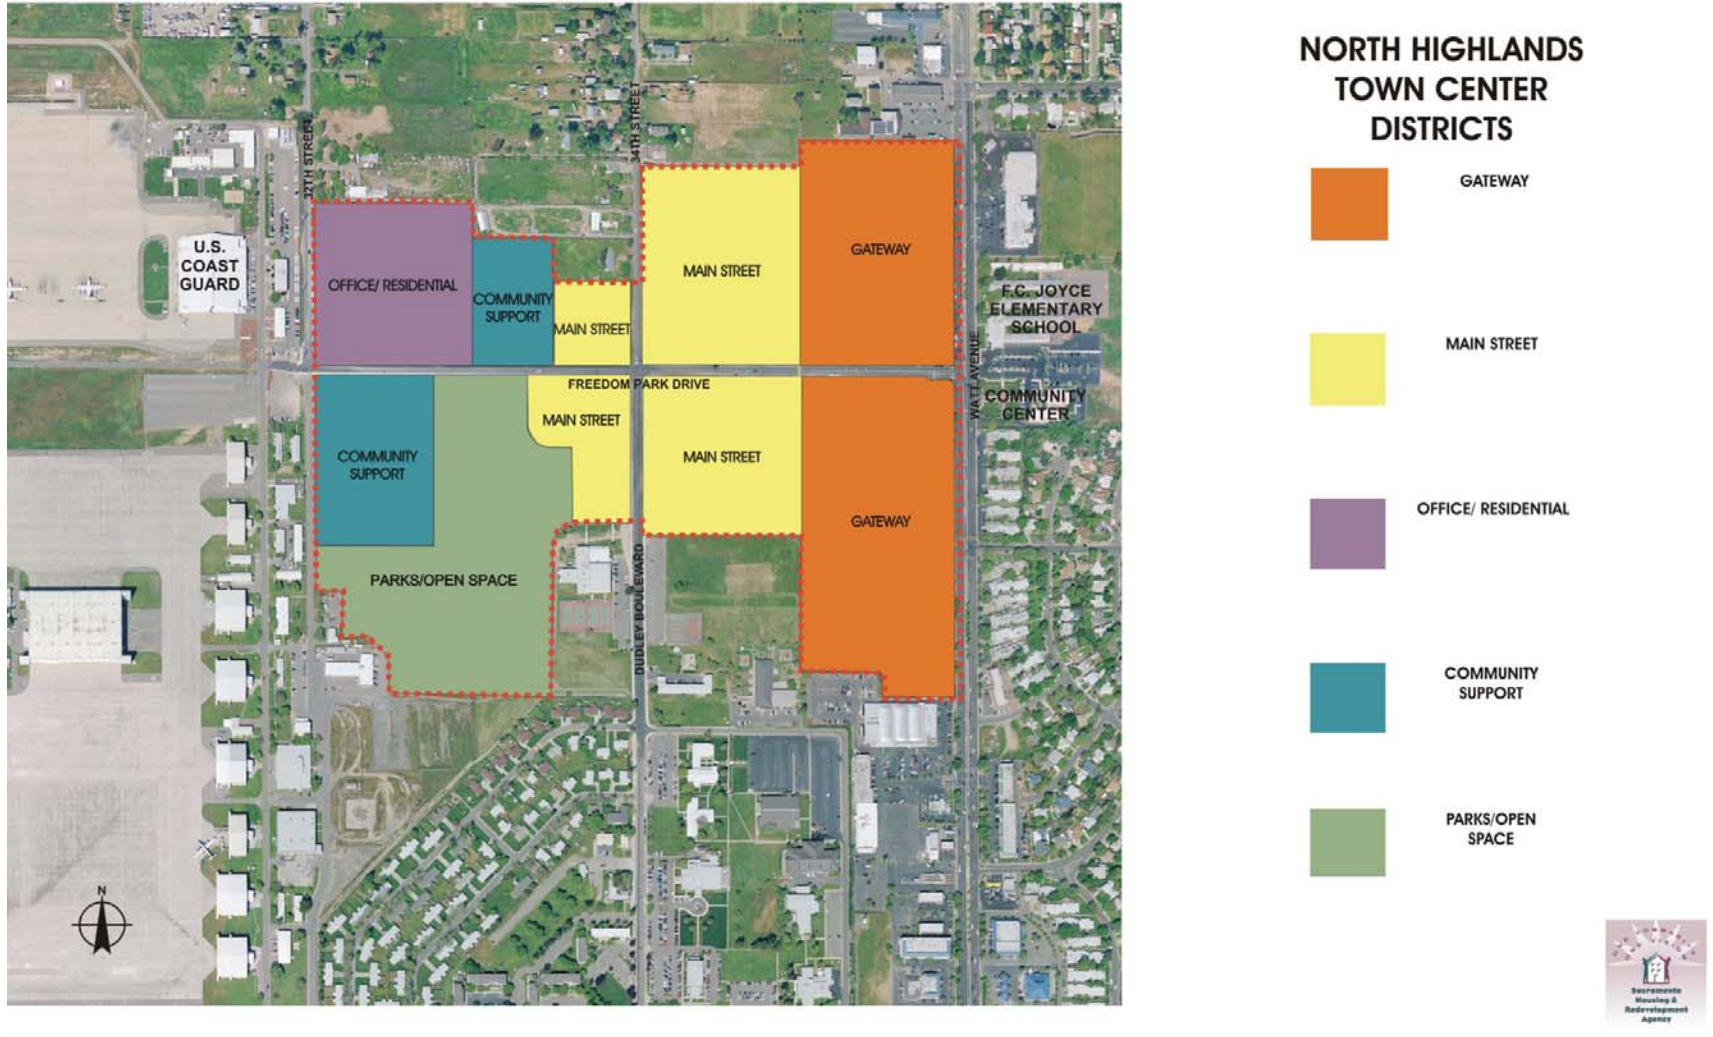 NORTH HIGHLANDS
TOWN CENTER
DISTRICTS
GATEWAY
MAIN STREET
OFFICE/ RESIDENTIAL
COMMUNITY
SUPPORT
PARKS/OPEN
SPACE
32TH STREET
34TH STREET
U.S.
COAST
GUARD
OFFICE/ RESIDENTIAL
COMMUNITY
SUPPORT
MAIN STREET
MAIN STREET
GATEWAY
F.C. JOYCE
ELEMENTARY
SCHOOL
WATT AVENUE
FREEDOM PARK DRIVE
COMMUNITY
CENTER
COMMUNITY
SUPPORT
MAIN STREET
MAIN STREET
GATEWAY
PARKS/OPEN SPACE
DUDLEY BOULEVARD
N
Sacramento
Housing &
Redevelopment
Agency